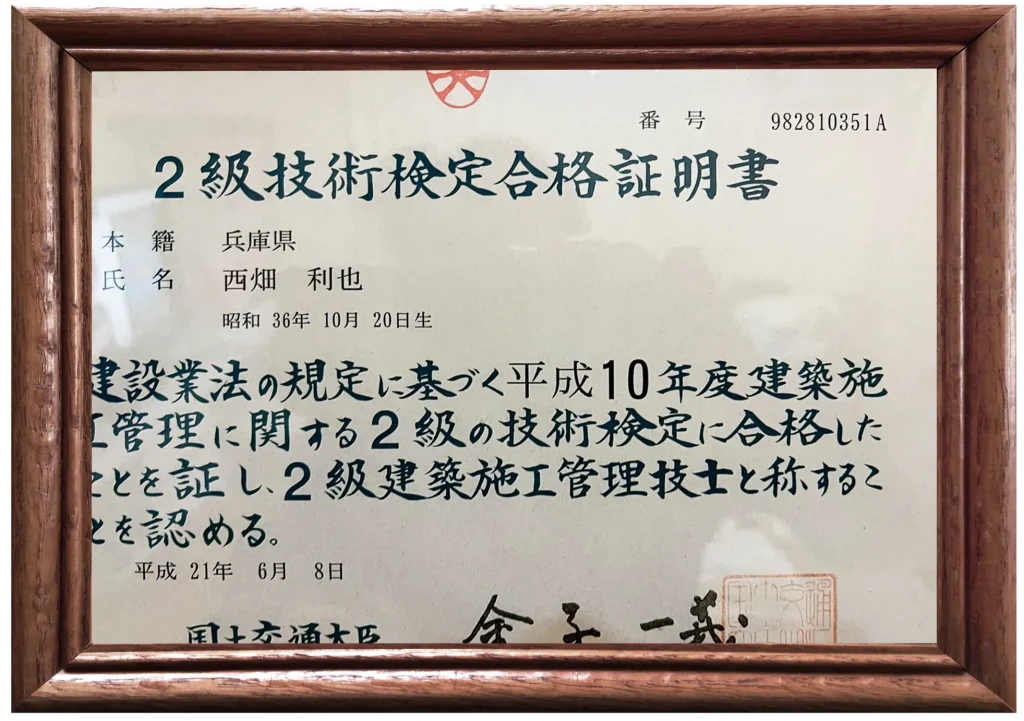 番号 982810351A
2級技術検定合格証明書
本籍 兵庫県
氏名 西畑 利也
昭和 36年 10月 20日生
建設業法の規定に基づく平成10年度建築施
工管理に関する2級の技術検定に合格した
ことを証し、2級建築施工管理技士と称するこ
とを認める。
平成 21年 6月 8日
国土交通大臣 金子一義